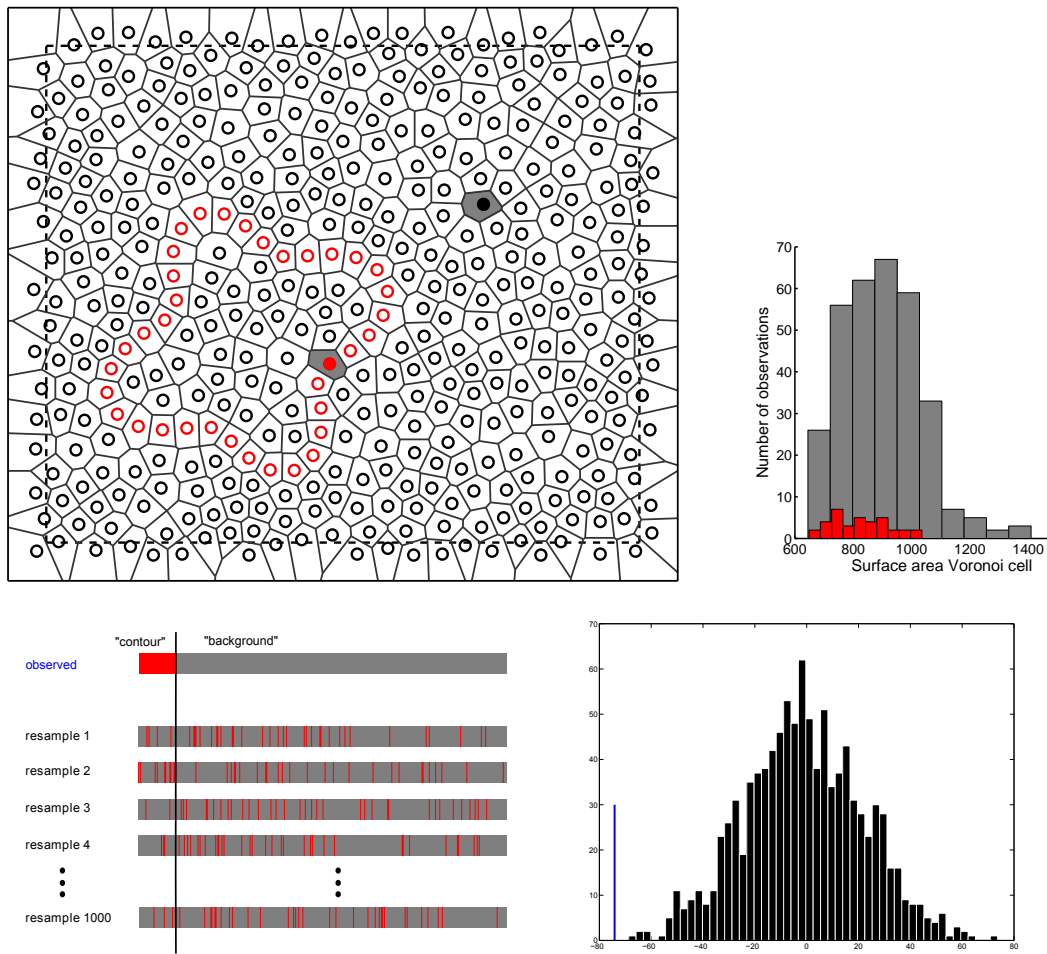 70
60
50
40
30
20
10
0
Number of observations
600 800 1000 1200 1400
Surface area Voronoi cell
"contour" "background"
observed
resample 1
resample 2
resample 3
resample 4
resample 1000
70
60
50
40
30
20
10
0
−80 −60 −40 −20 0 20 40 60 80